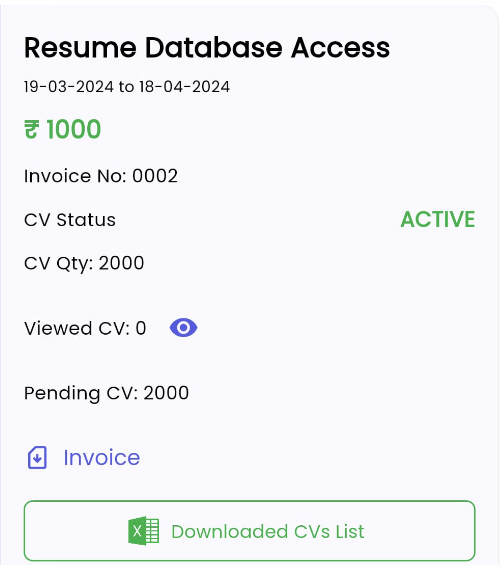 Resume Database Access
19-03-2024 to 18-04-2024
₹ 1000
Invoice No: 0002
CV Status ACTIVE
CV Qty: 2000
Viewed CV: 0
Pending CV: 2000
Invoice
X Downloaded CVs List